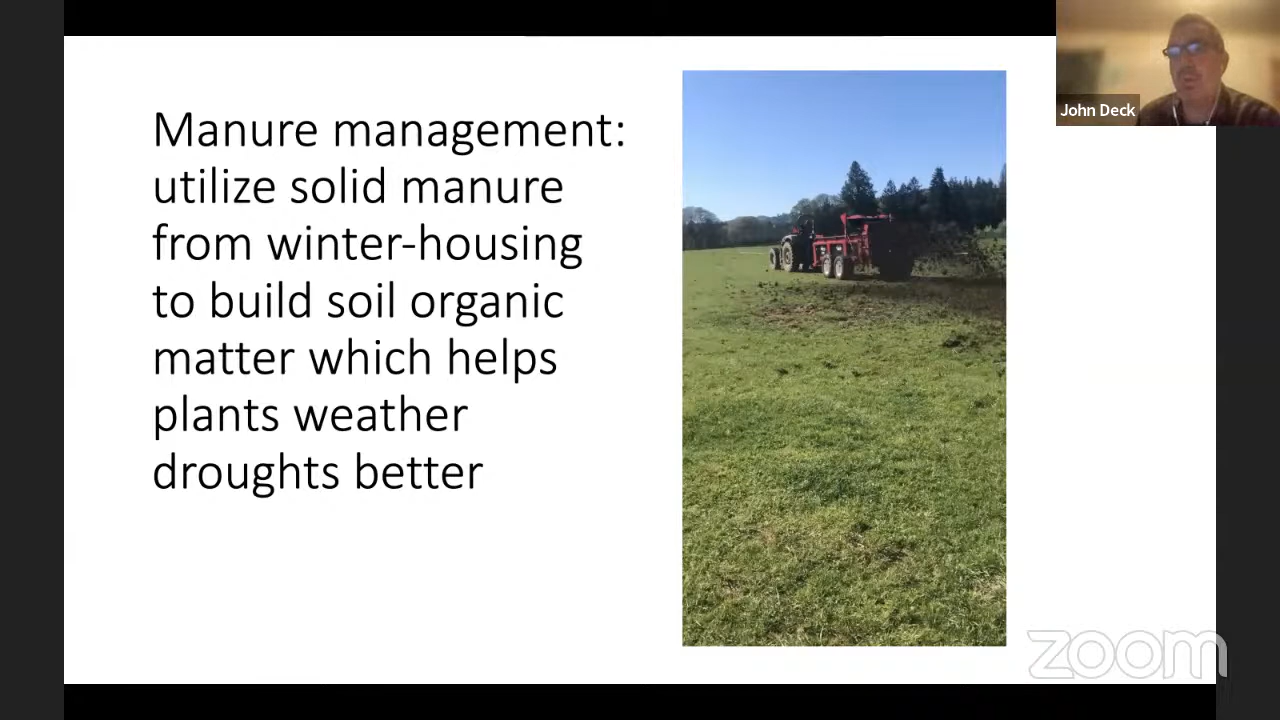 Manure management:
utilize solid manure
from winter-housing
to build soil organic
matter which helps
plants weather
droughts better
John Deck
zoom